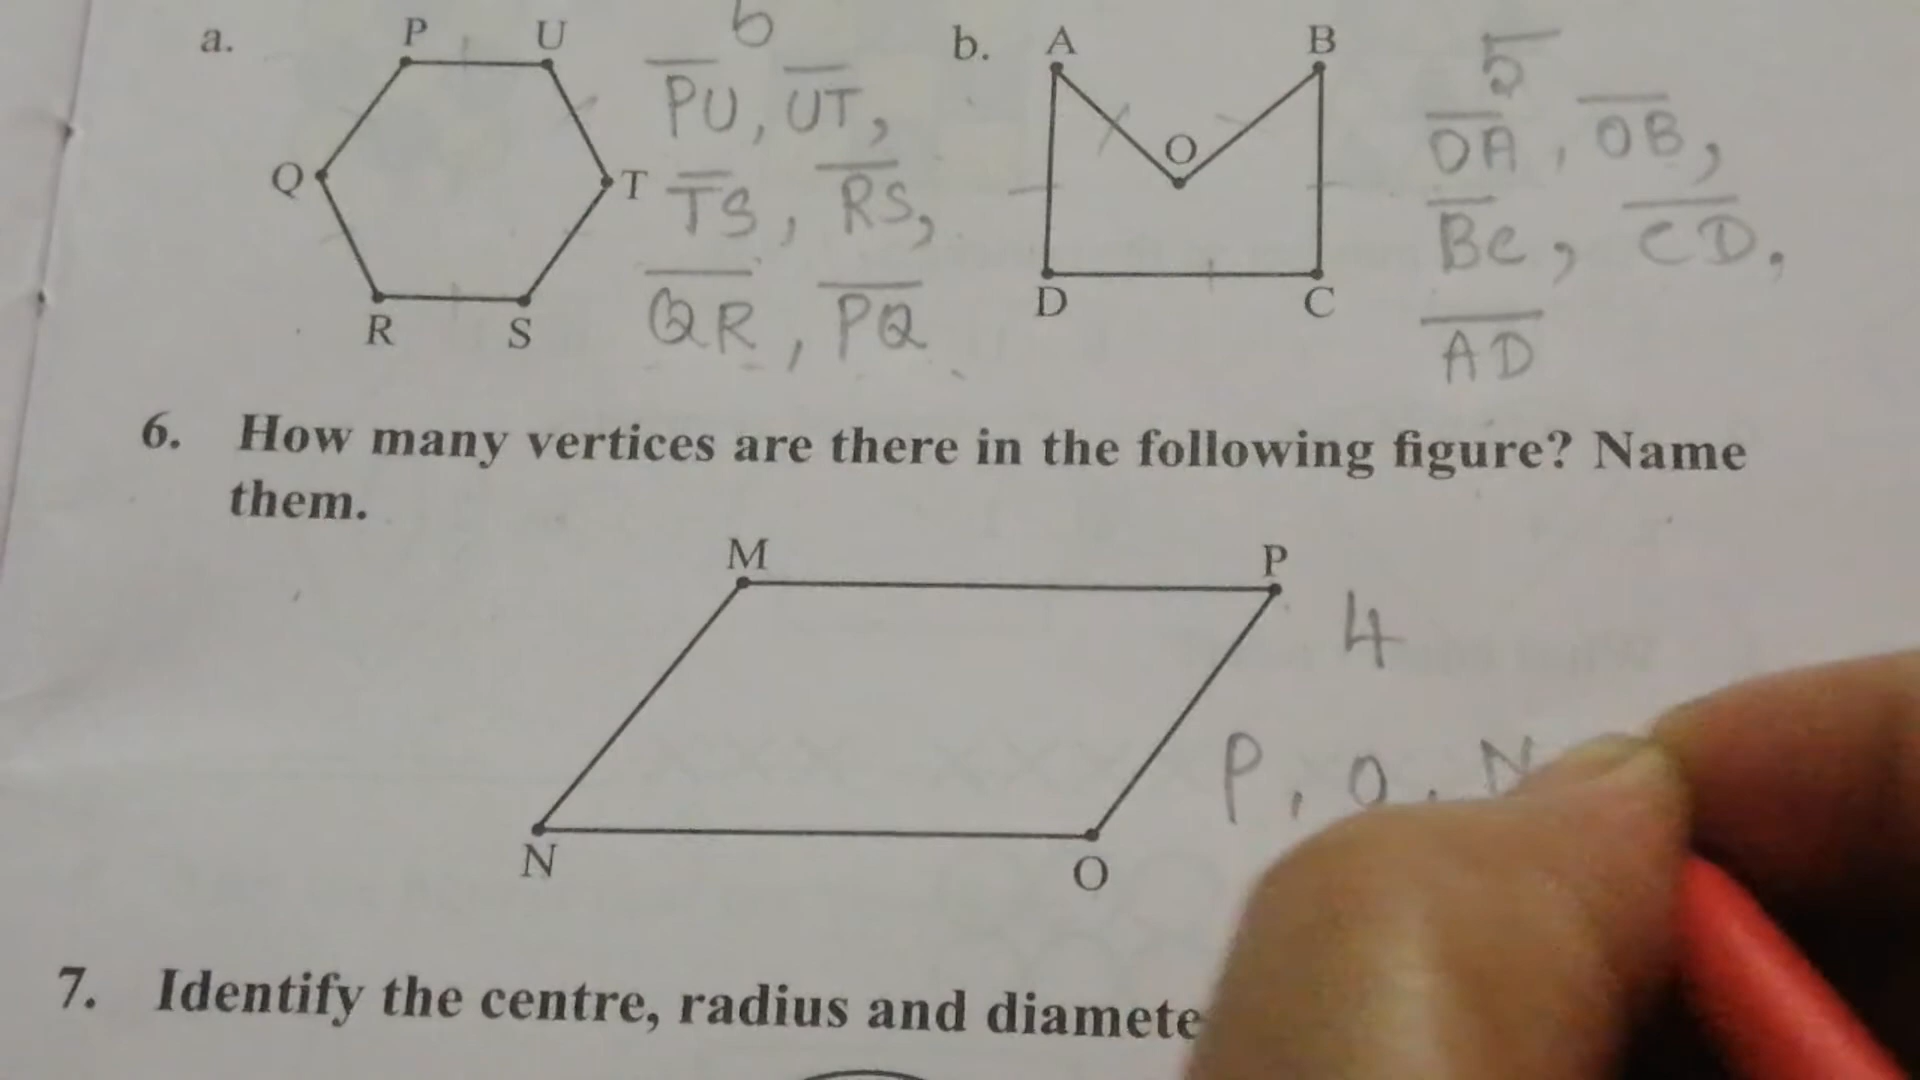 a.
P U
Q T
R S
6
PU, UT,
TS, RS,
QR, PQ
b.
A B
O
D C
5
OA, OB,
BC, CD,
AD
6. How many vertices are there in the following figure? Name
them.
M P
N O
4
P, O, N
7. Identify the centre, radius and diamete